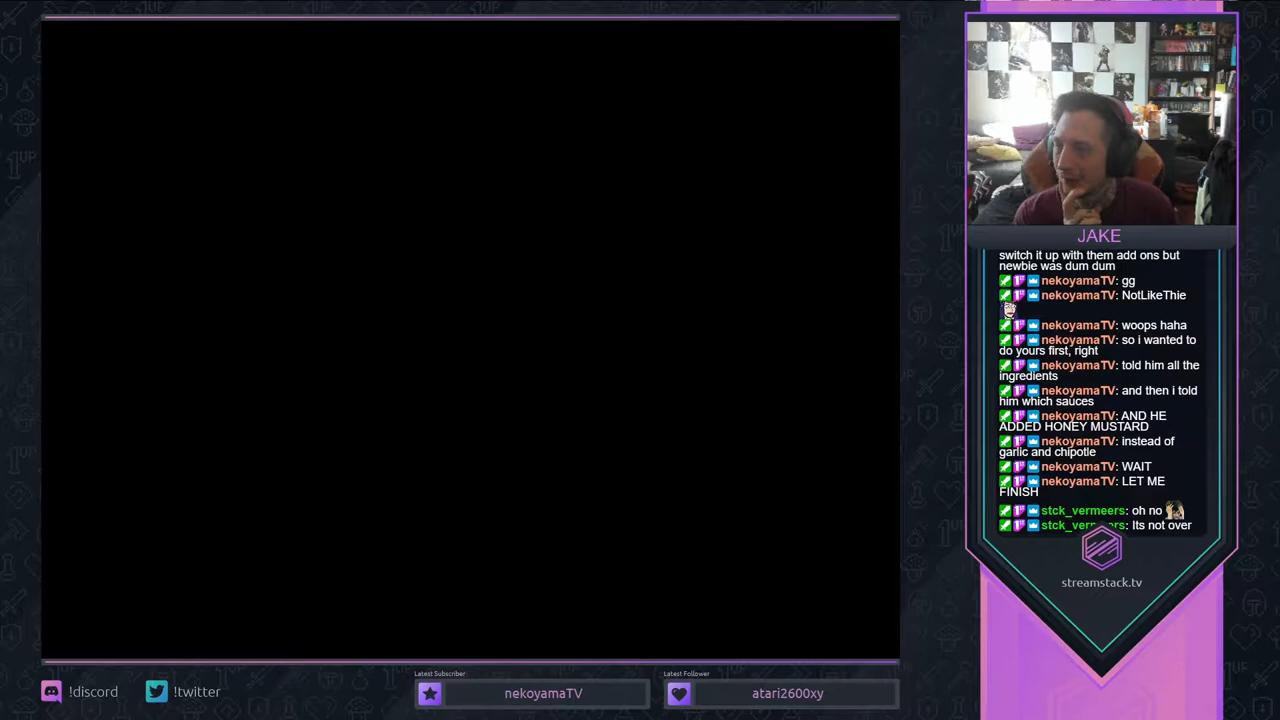 JAKE
switch it up with them add ons but
newbie was dum dum
nekoyamaTV: gg
nekoyamaTV: NotLikeThie
nekoyamaTV: woops haha
nekoyamaTV: so i wanted to
do yours first, right
nekoyamaTV: told him all the
ingredients
nekoyamaTV: and then i told
him which sauces
nekoyamaTV: AND HE
ADDED HONEY MUSTARD
nekoyamaTV: instead of
garlic and chipotle
nekoyamaTV: WAIT
nekoyamaTV: LET ME
FINISH
stck_vermeers: oh no
stck_vermeers: Its not over
streamstack.tv
!discord
!twitter
Latest Subscriber
nekoyamaTV
Latest Follower
atari2600xy